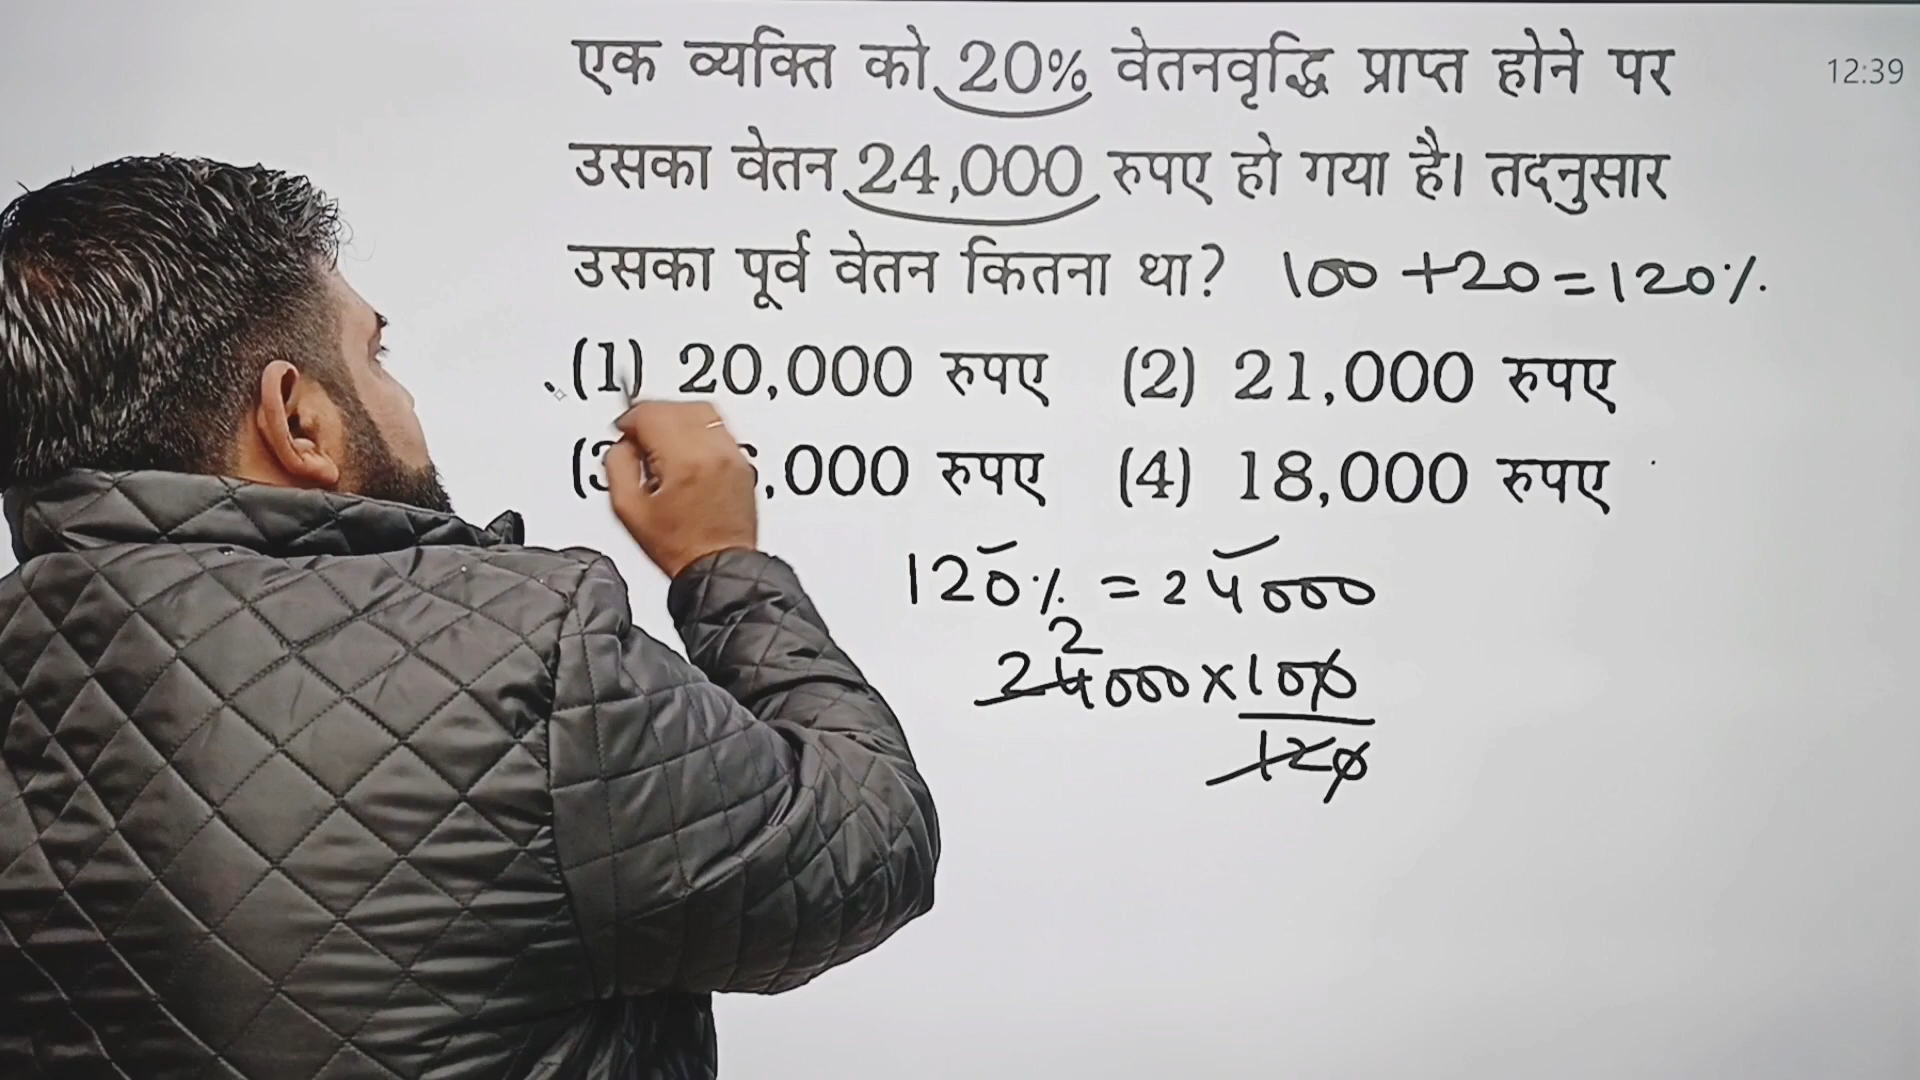 12:39
एक व्यक्ति को 20% वेतनवृद्धि प्राप्त होने पर
उसका वेतन 24,000 रुपए हो गया है। तदनुसार
उसका पूर्व वेतन कितना था? 100 + 20 = 120%
(1) 20,000 रुपए (2) 21,000 रुपए
,000 रुपए (4) 18,000 रुपए
120% = 24000
2
24000 × 100
120